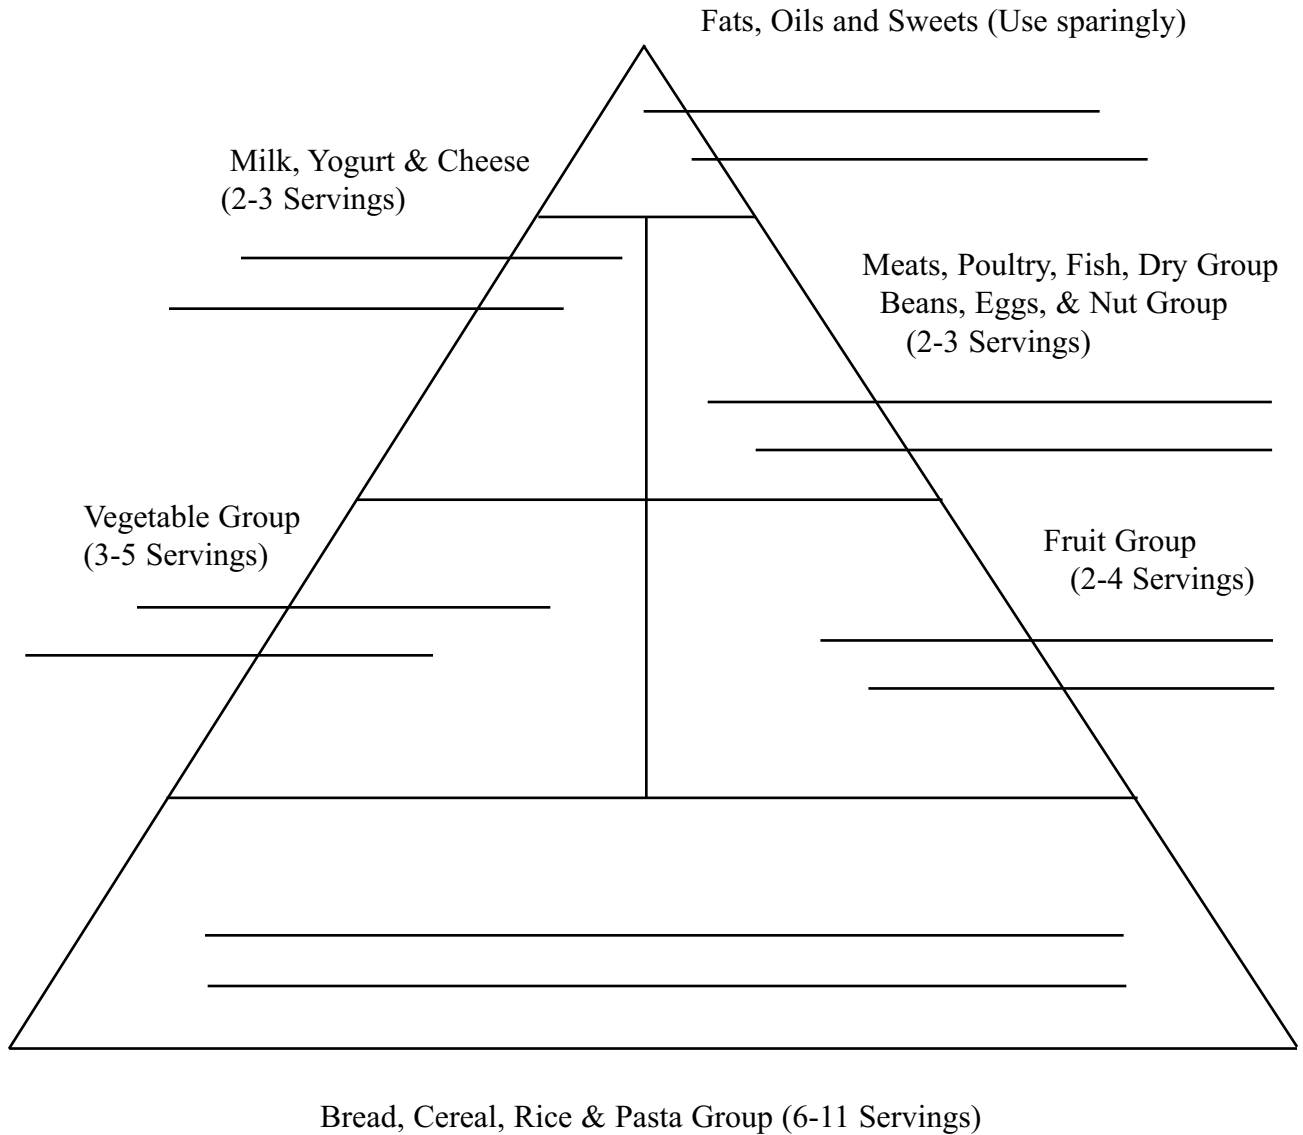 Fats, Oils and Sweets (Use sparingly)
Milk, Yogurt & Cheese
(2-3 Servings)
Meats, Poultry, Fish, Dry Group
Beans, Eggs, & Nut Group
(2-3 Servings)
Vegetable Group
(3-5 Servings)
Fruit Group
(2-4 Servings)
Bread, Cereal, Rice & Pasta Group (6-11 Servings)